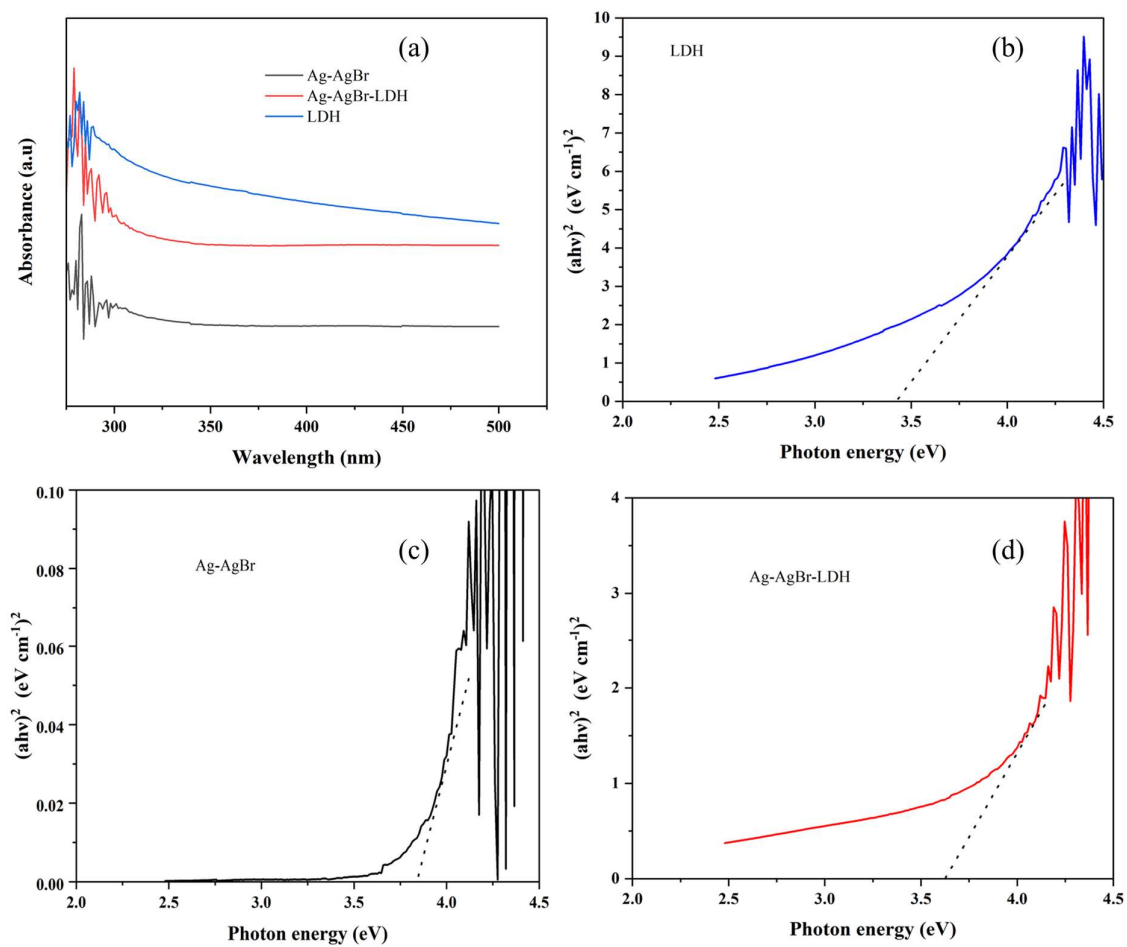 (a)
Ag-AgBr
Ag-AgBr-LDH
LDH
Absorbance (a.u)
300 350 400 450 500
Wavelength (nm)
(b)
LDH
10
9
8
7
6
5
4
3
2
1
0
(ahv)² (eV cm⁻¹)²
2.0 2.5 3.0 3.5 4.0 4.5
Photon energy (eV)
(c)
Ag-AgBr
0.10
0.08
0.06
0.04
0.02
0.00
(ahv)² (eV cm⁻¹)²
2.0 2.5 3.0 3.5 4.0 4.5
Photon energy (eV)
(d)
Ag-AgBr-LDH
4
3
2
1
0
(ahv)² (eV cm⁻¹)²
2.0 2.5 3.0 3.5 4.0 4.5
Photon energy (eV)